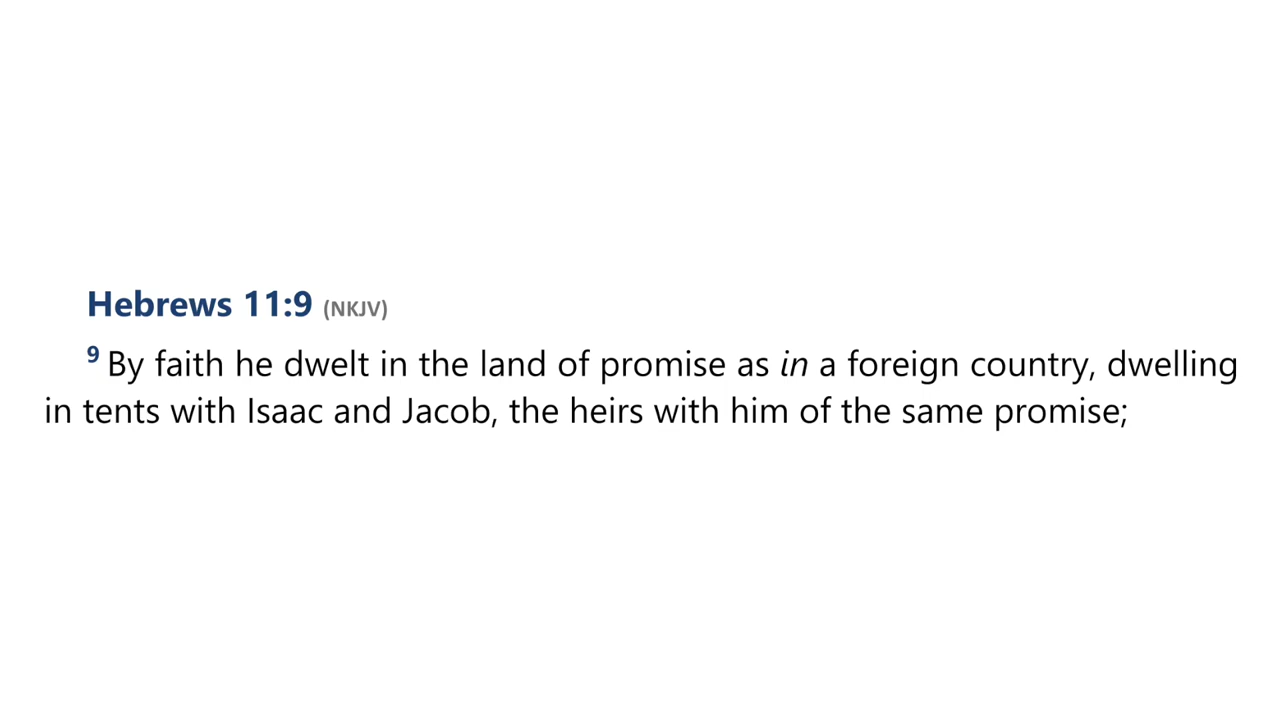 Hebrews 11:9 (NKJV)
9 By faith he dwelt in the land of promise as in a foreign country, dwelling
in tents with Isaac and Jacob, the heirs with him of the same promise;